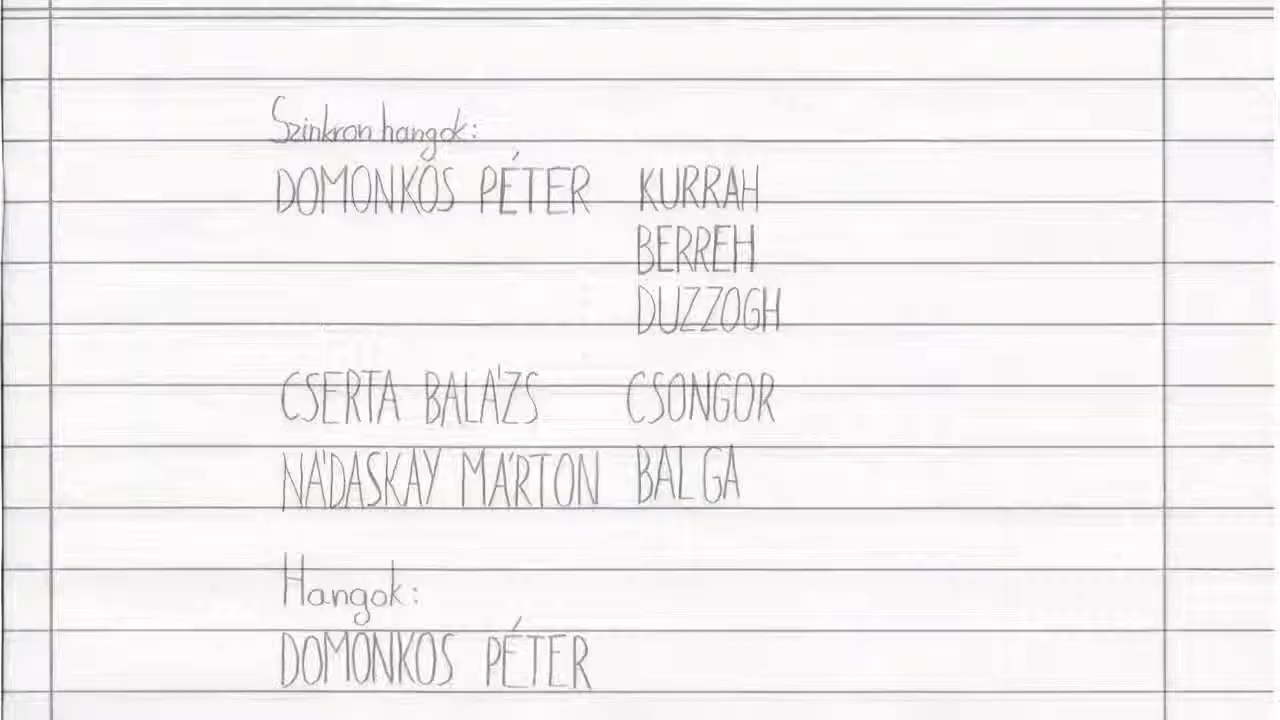 Szinkron hangok:
DOMONKOS PÉTER KURRAH
BERREH
DUZZOGH
CSERTA BALÁZS CSONGOR
NÁDASKAY MÁRTON BALGA
Hangok:
DOMONKOS PÉTER